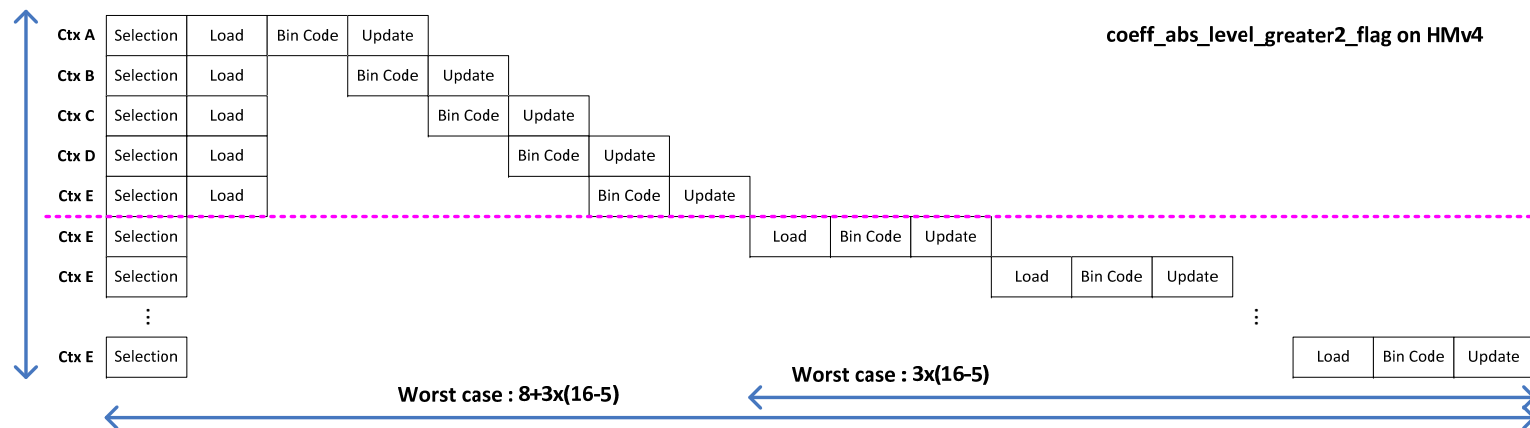 coeff_abs_level_greater2_flag on HMv4
Ctx A Selection Load Bin Code Update
Ctx B Selection Load Bin Code Update
Ctx C Selection Load Bin Code Update
Ctx D Selection Load Bin Code Update
Ctx E Selection Load Bin Code Update
Ctx E Selection Load Bin Code Update
Ctx E Selection Load Bin Code Update
⋮ ⋮
Ctx E Selection Load Bin Code Update
Worst case : 3x(16-5)
Worst case : 8+3x(16-5)